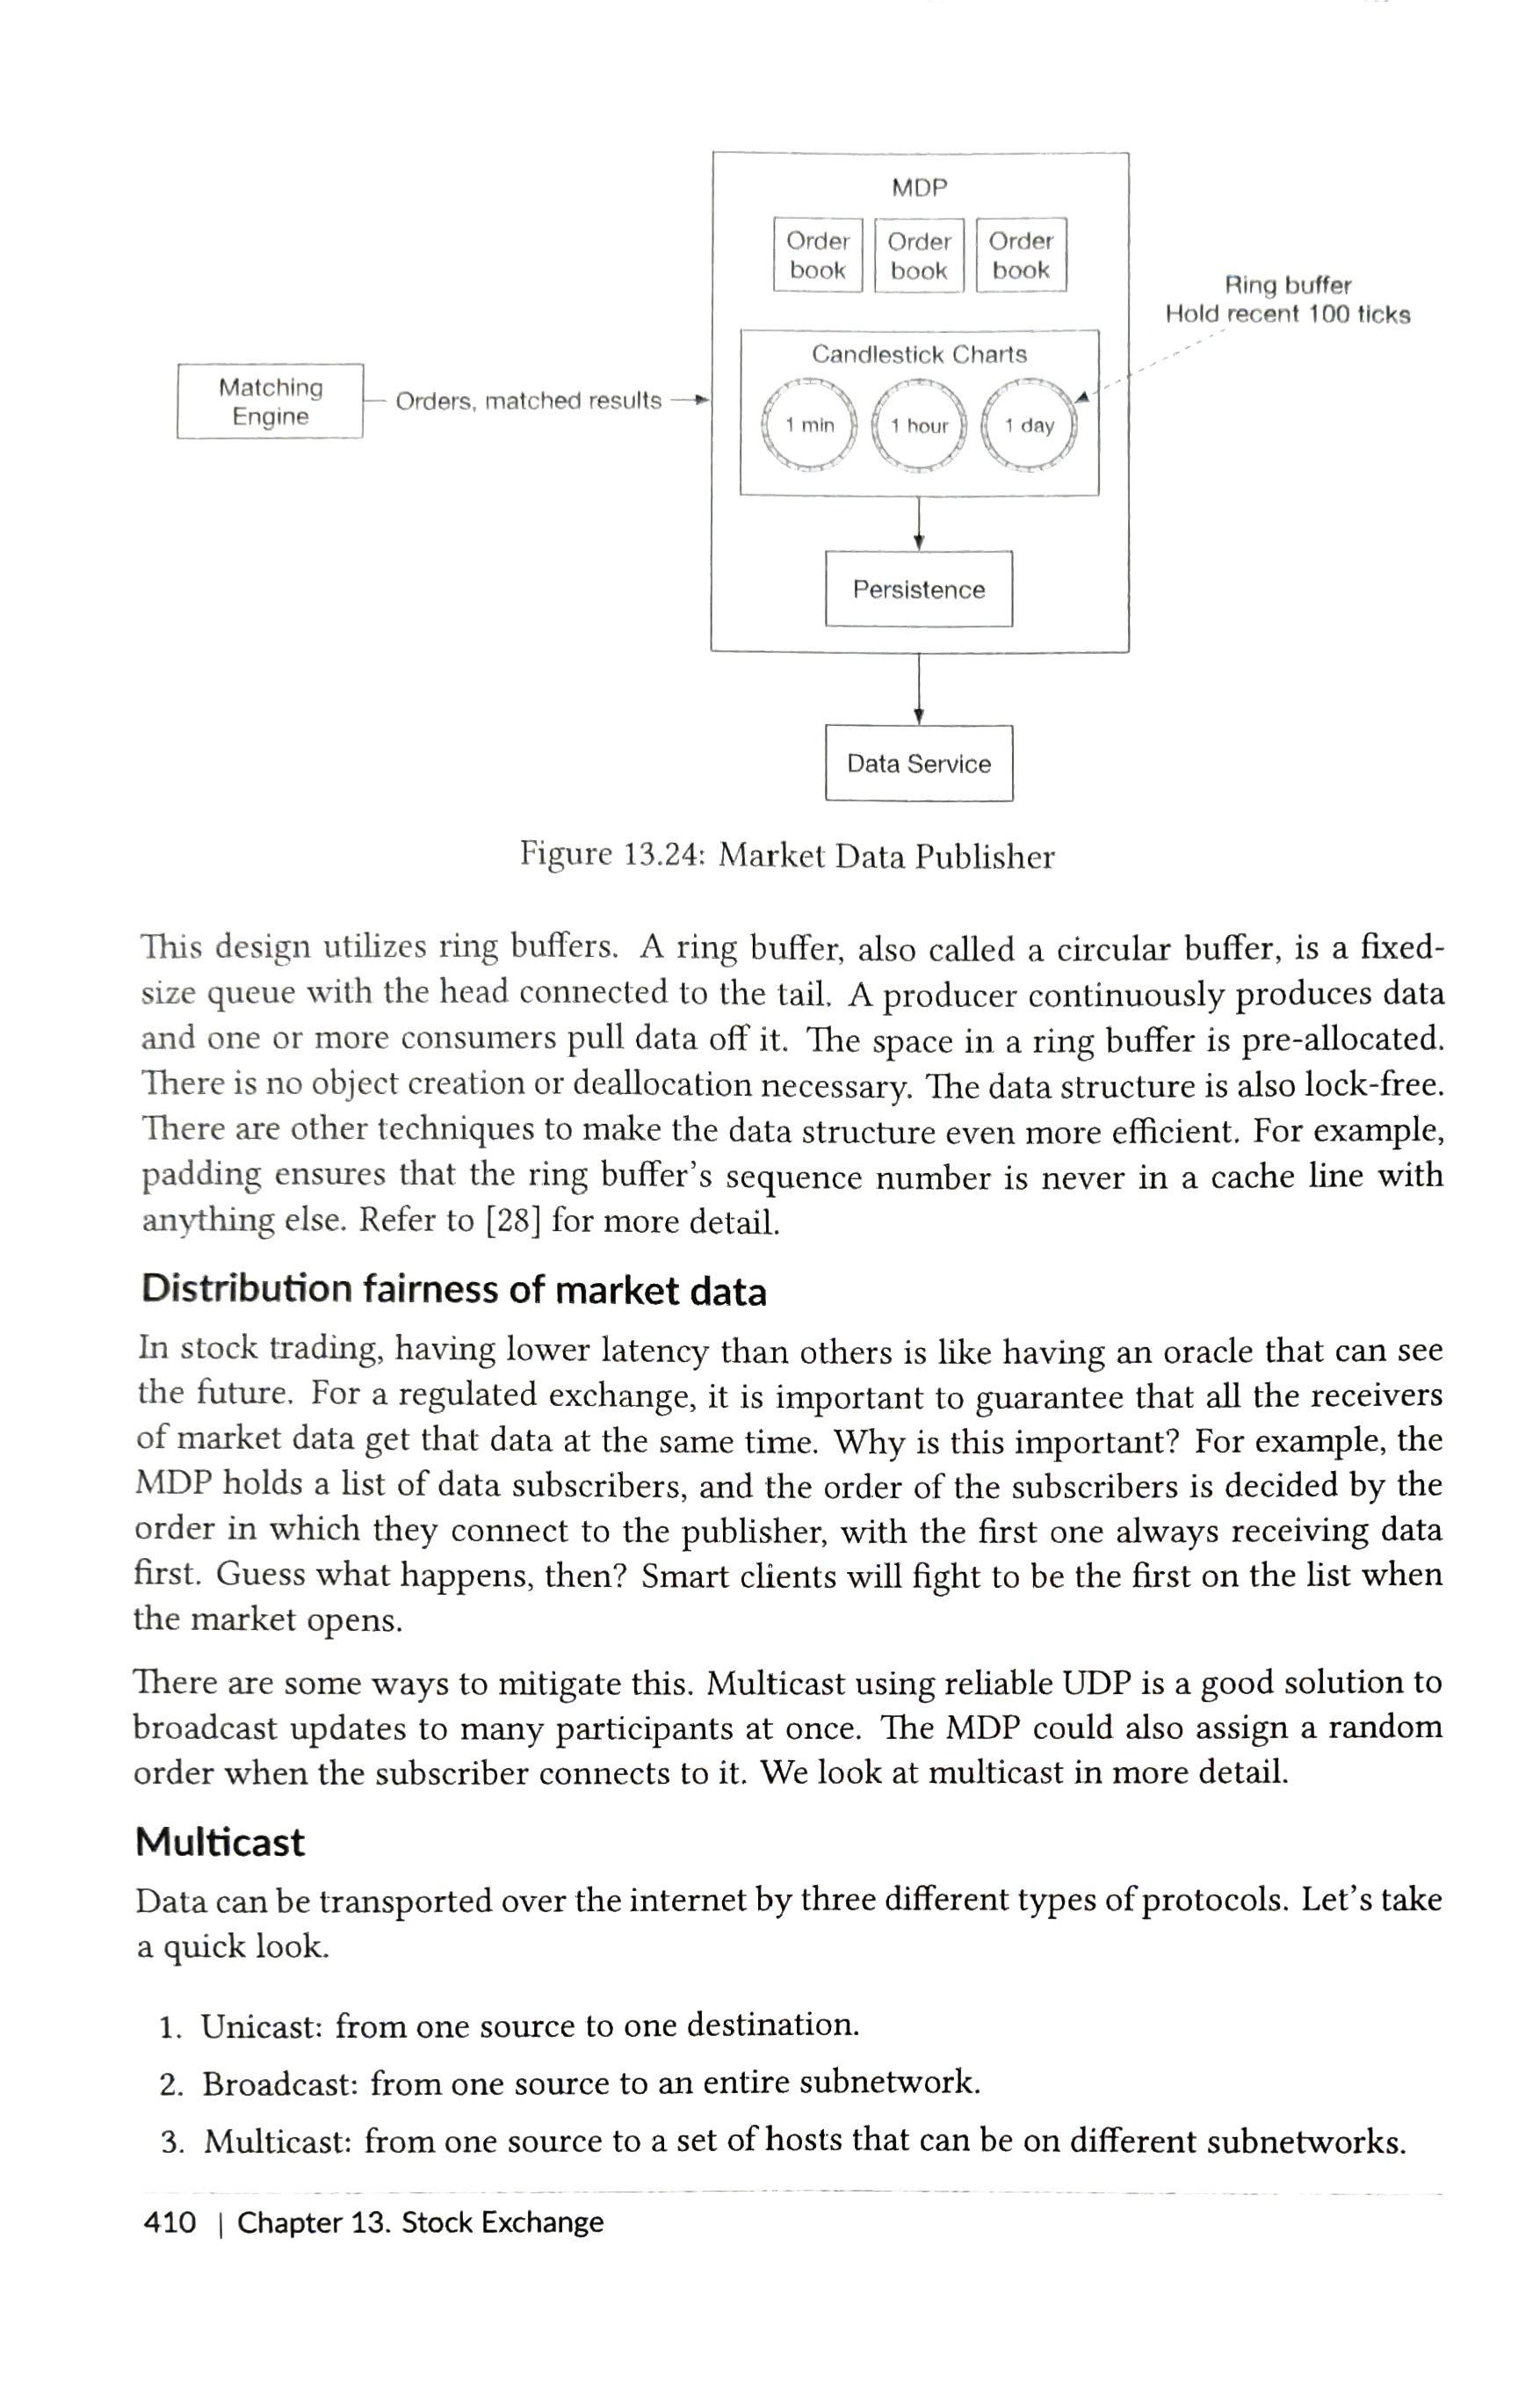 MDP
Order Order Order
book book book
Ring buffer
Hold recent 100 ticks
Candlestick Charts
Matching
Engine
Orders, matched results
1 min 1 hour 1 day
Persistence
Data Service
Figure 13.24: Market Data Publisher
This design utilizes ring buffers. A ring buffer, also called a circular buffer, is a fixed-
size queue with the head connected to the tail. A producer continuously produces data
and one or more consumers pull data off it. The space in a ring buffer is pre-allocated.
There is no object creation or deallocation necessary. The data structure is also lock-free.
There are other techniques to make the data structure even more efficient. For example,
padding ensures that the ring buffer's sequence number is never in a cache line with
anything else. Refer to [28] for more detail.
Distribution fairness of market data
In stock trading, having lower latency than others is like having an oracle that can see
the future. For a regulated exchange, it is important to guarantee that all the receivers
of market data get that data at the same time. Why is this important? For example, the
MDP holds a list of data subscribers, and the order of the subscribers is decided by the
order in which they connect to the publisher, with the first one always receiving data
first. Guess what happens, then? Smart clients will fight to be the first on the list when
the market opens.
There are some ways to mitigate this. Multicast using reliable UDP is a good solution to
broadcast updates to many participants at once. The MDP could also assign a random
order when the subscriber connects to it. We look at multicast in more detail.
Multicast
Data can be transported over the internet by three different types of protocols. Let's take
a quick look.
1. Unicast: from one source to one destination.
2. Broadcast: from one source to an entire subnetwork.
3. Multicast: from one source to a set of hosts that can be on different subnetworks.
410 | Chapter 13. Stock Exchange